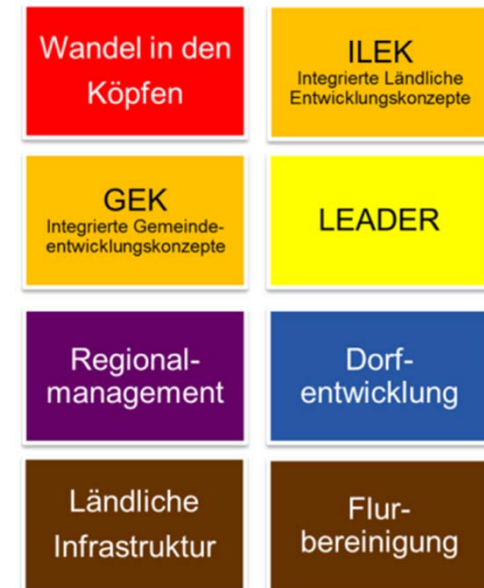 Wandel in den
Köpfen
ILEK
Integrierte Ländliche
Entwicklungskonzepte
GEK
Integrierte Gemeinde-
entwicklungskonzepte
LEADER
Regional-
management
Dorf-
entwicklung
Ländliche
Infrastruktur
Flur-
bereinigung